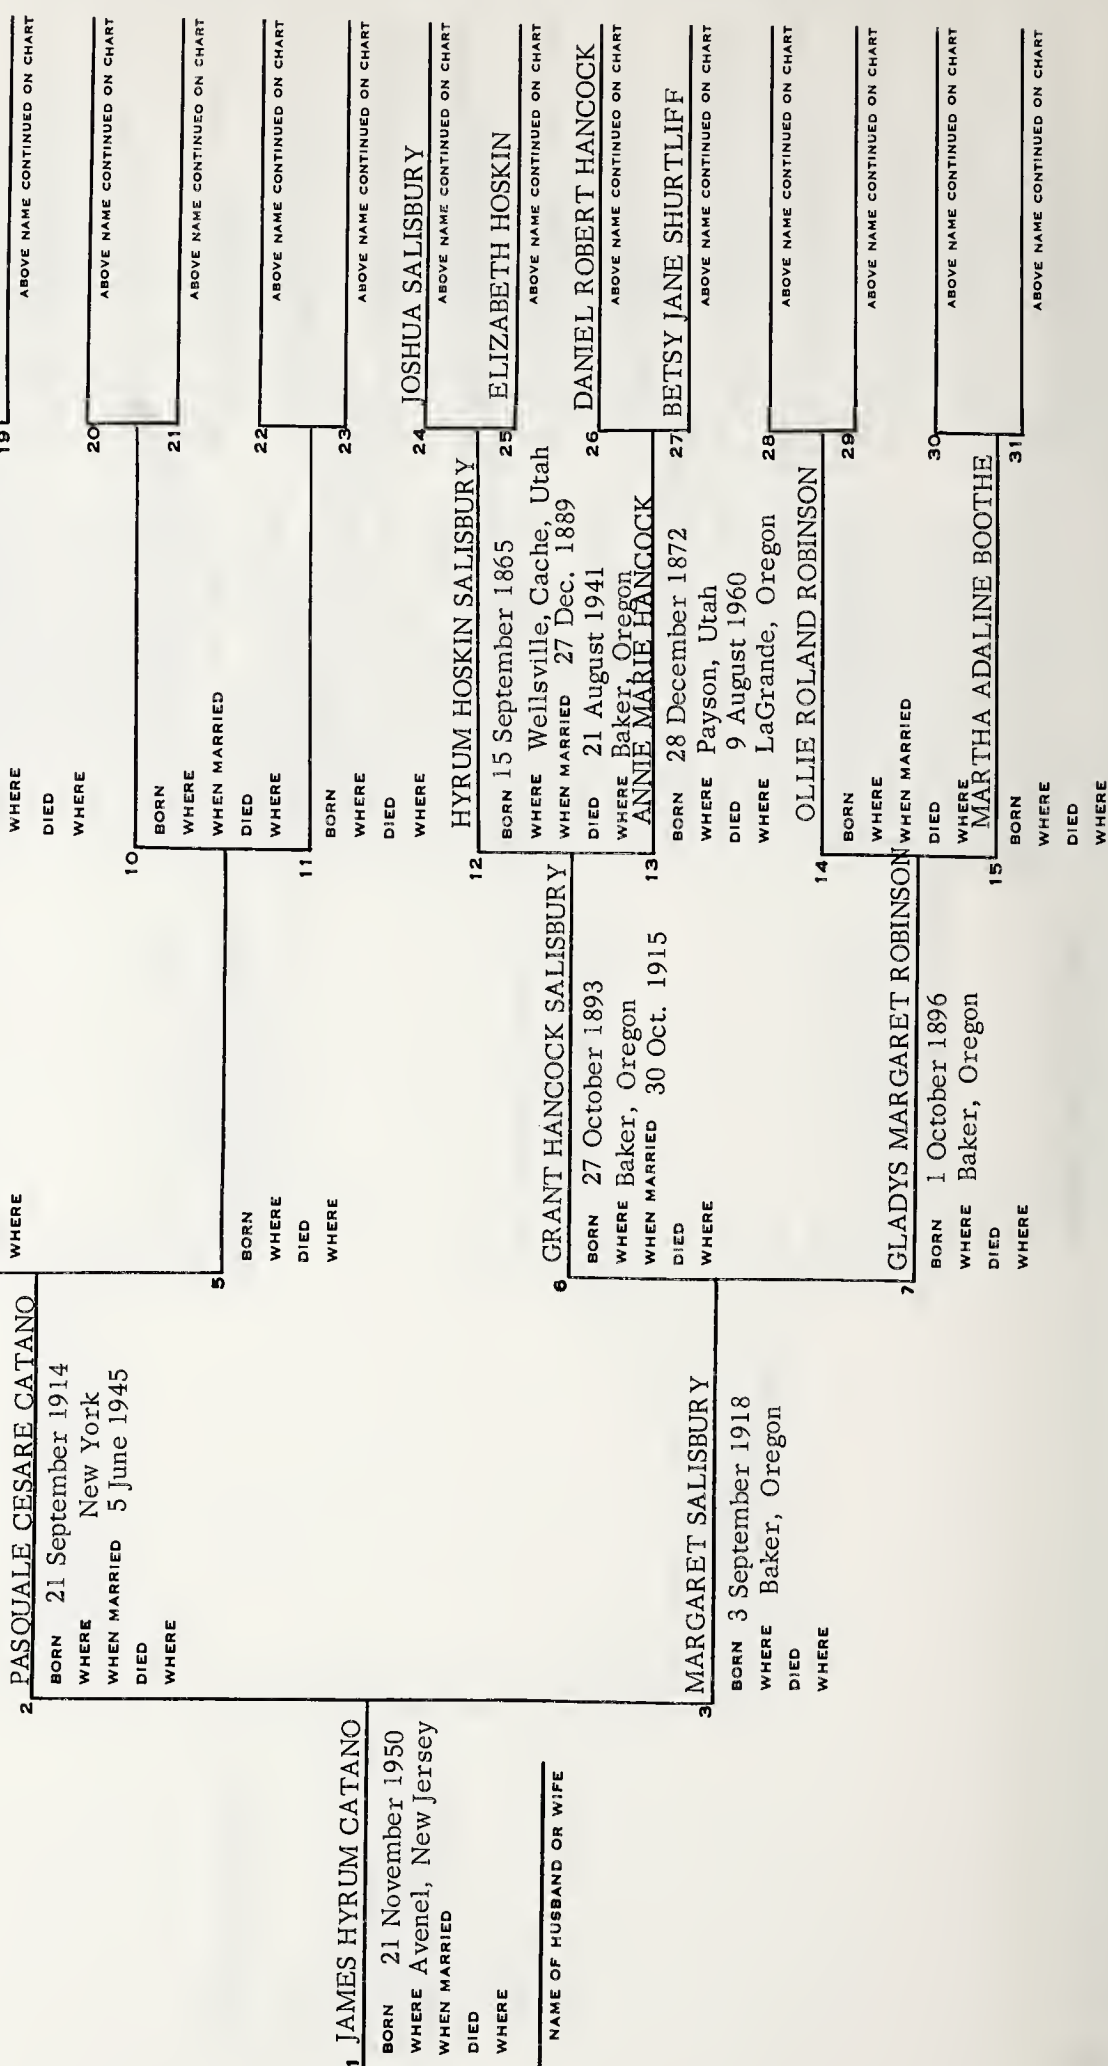 1 JAMES HYRUM CATANO
BORN 21 November 1950
WHERE Avenel, New Jersey
WHEN MARRIED
DIED
WHERE
NAME OF HUSBAND OR WIFE
2 PASQUALE CESARE CATANO
BORN 21 September 1914
WHERE New York
WHEN MARRIED 5 June 1945
DIED
WHERE
3 MARGARET SALISBURY
BORN 3 September 1918
WHERE Baker, Oregon
DIED
WHERE
WHERE
5
BORN
WHERE
DIED
WHERE
6 GRANT HANCOCK SALISBURY
BORN 27 October 1893
WHERE Baker, Oregon
WHEN MARRIED 30 Oct. 1915
DIED
WHERE
7 GLADYS MARGARET ROBINSON
BORN 1 October 1896
WHERE Baker, Oregon
DIED
WHERE
WHERE
DIED
WHERE
10
BORN
WHERE
WHEN MARRIED
DIED
WHERE
11
BORN
WHERE
DIED
WHERE
12 HYRUM HOSKIN SALISBURY
BORN 15 September 1865
WHERE Wellsville, Cache, Utah
WHEN MARRIED 27 Dec. 1889
DIED 21 August 1941
WHERE Baker, Oregon
13 ANNIE MARIE HANCOCK
BORN 28 December 1872
WHERE Payson, Utah
DIED 9 August 1960
WHERE LaGrande, Oregon
14 OLLIE ROLAND ROBINSON
BORN
WHERE
WHEN MARRIED
DIED
WHERE
15 MARTHA ADALINE BOOTHE
BORN
WHERE
DIED
WHERE
19
ABOVE NAME CONTINUED ON CHART
20
ABOVE NAME CONTINUED ON CHART
21
ABOVE NAME CONTINUED ON CHART
22
ABOVE NAME CONTINUED ON CHART
23
ABOVE NAME CONTINUED ON CHART
24 JOSHUA SALISBURY
ABOVE NAME CONTINUED ON CHART
25 ELIZABETH HOSKIN
ABOVE NAME CONTINUED ON CHART
26 DANIEL ROBERT HANCOCK
ABOVE NAME CONTINUED ON CHART
27 BETSY JANE SHURTLIFF
ABOVE NAME CONTINUED ON CHART
28
ABOVE NAME CONTINUED ON CHART
29
ABOVE NAME CONTINUED ON CHART
30
ABOVE NAME CONTINUED ON CHART
31
ABOVE NAME CONTINUED ON CHART